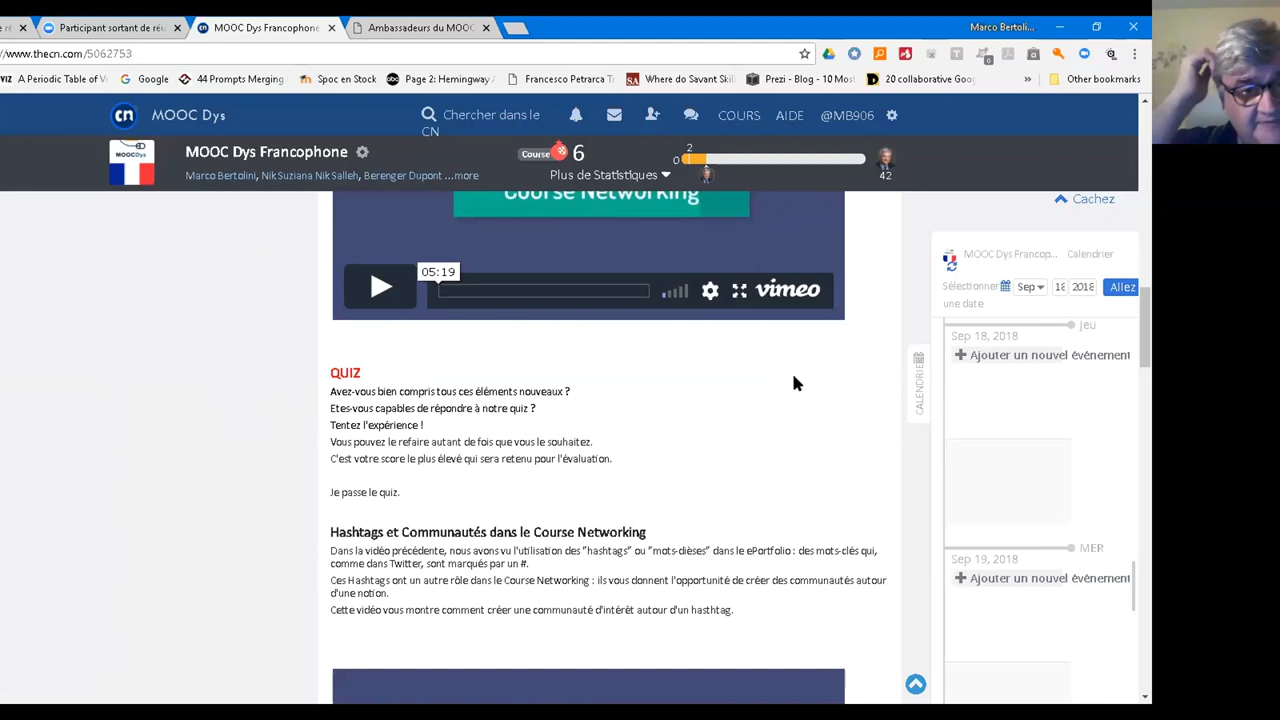 Participant sortant de réu
MOOC Dys Francophone
Ambassadeurs du MOOC
Marco Bertoli...
//www.thecn.com/5062753
A Periodic Table of V
Google
44 Prompts Merging
Spoc en Stock
Page 2: Hemingway
Francesco Petrarca
Where do Savant Skil
Prezi - Blog - 10 Mos
20 collaborative Goo
Other bookmarks
MOOC Dys
Chercher dans le
CN
COURS
AIDE
@MB906
MOOC Dys Francophone
Course
6
0
2
42
Marco Bertolini, Nik Suziana Nik Salleh, Berenger Dupont ...more
Plus de Statistiques
Course Networking
05:19
vimeo
Cachez
MOOC Dys Francop...
Calendrier
Sélectionner
une date
Sep
18
2018
Allez
Jeu
Sep 18, 2018
Ajouter un nouvel événement
CALENDRIER
MER
Sep 19, 2018
Ajouter un nouvel événement
QUIZ
Avez-vous bien compris tous ces éléments nouveaux ?
Etes-vous capables de répondre à notre quiz ?
Tentez l'expérience !
Vous pouvez le refaire autant de fois que vous le souhaitez.
C'est votre score le plus élevé qui sera retenu pour l'évaluation.
Je passe le quiz.
Hashtags et Communautés dans le Course Networking
Dans la vidéo précédente, nous avons vu l'utilisation des "hashtags" ou "mots-dièses" dans le ePortfolio : des mots-clés qui,
comme dans Twitter, sont marqués par un #.
Ces Hashtags ont un autre rôle dans le Course Networking : ils vous donnent l'opportunité de créer des communautés autour
d'une notion.
Cette vidéo vous montre comment créer une communauté d'intérêt autour d'un hasthtag.